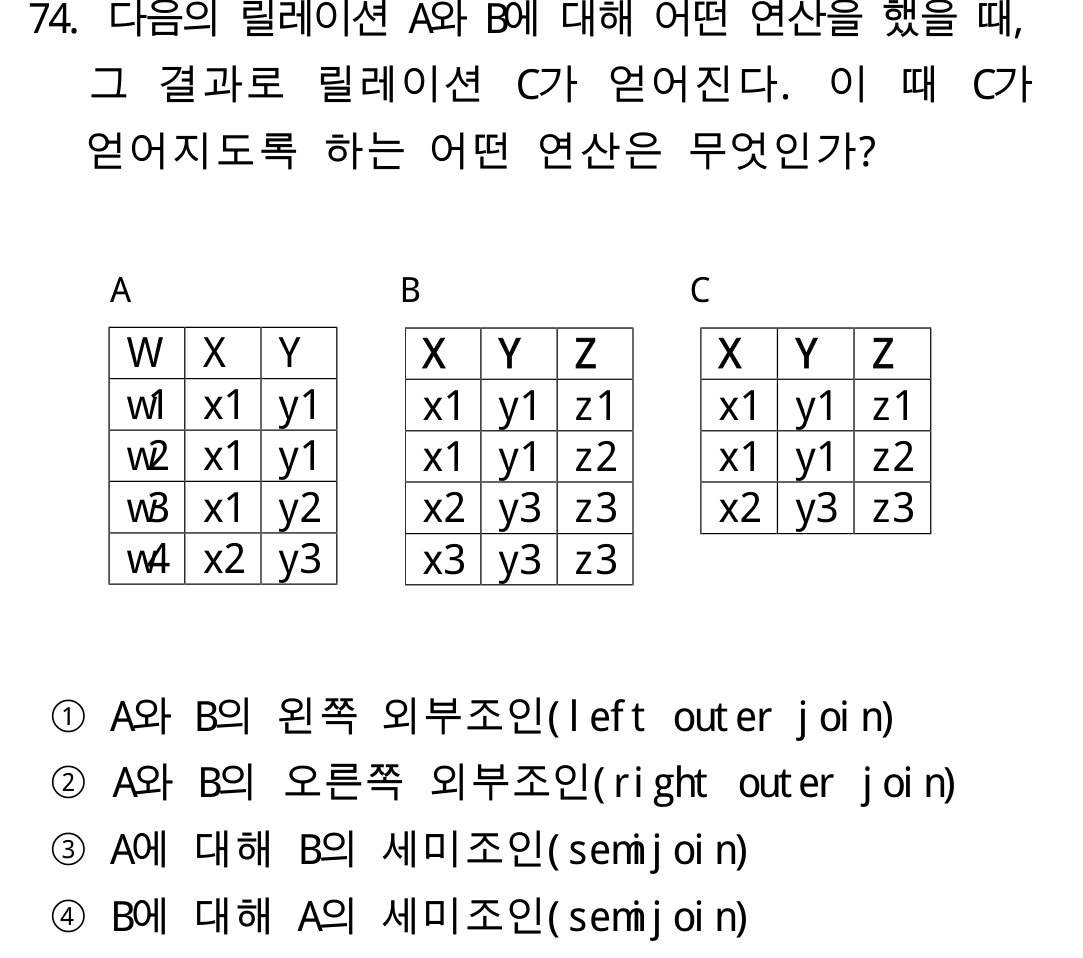 74. 다음의 릴레이션 A와 B에 대해 어떤 연산을 했을 때,
그 결과로 릴레이션 C가 얻어진다. 이 때 C가
얻어지도록 하는 어떤 연산은 무엇인가?
A B C
W X Y X Y Z X Y Z
w1 x1 y1 x1 y1 z1 x1 y1 z1
w2 x1 y1 x1 y1 z2 x1 y1 z2
w3 x1 y2 x2 y3 z3 x2 y3 z3
w4 x2 y3 x3 y3 z3
① A와 B의 왼쪽 외부조인(left outer join)
② A와 B의 오른쪽 외부조인(right outer join)
③ A에 대해 B의 세미조인(semijoin)
④ B에 대해 A의 세미조인(semijoin)